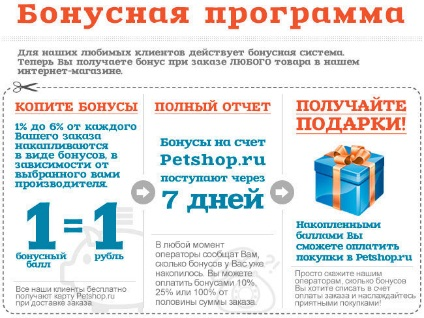 Бонусная программа
Для наших любимых клиентов действует бонусная система.
Теперь Вы получаете бонус при заказе ЛЮБОГО товара в нашем
интернет-магазине.
КОПИТЕ БОНУСЫ
1% до 6% от каждого
Вашего заказа
накапливаются
в виде бонусов, в
зависимости от
выбранного вами
производителя.
1=1
бонусный
балл
рубль
Все наши клиенты бесплатно
получают карту Petshop.ru
при доставке заказа.
ПОЛНЫЙ ОТЧЕТ
Бонусы на счет
Petshop.ru
поступают через
7 дней
В любой момент
операторы сообщат Вам,
сколько бонусов у Вас уже
накопилось. Вы можете
оплатить бонусами 10%,
25% или 100% от
половины суммы заказа.
ПОЛУЧАЙТЕ
ПОДАРКИ!
Накопленными
баллами Вы
сможете оплатить
покупки в Petshop.ru
Просто скажите нашим
операторам, сколько бонусов
Вы хотите списать в счет
оплаты заказа и наслаждайтесь
приятными покупками!